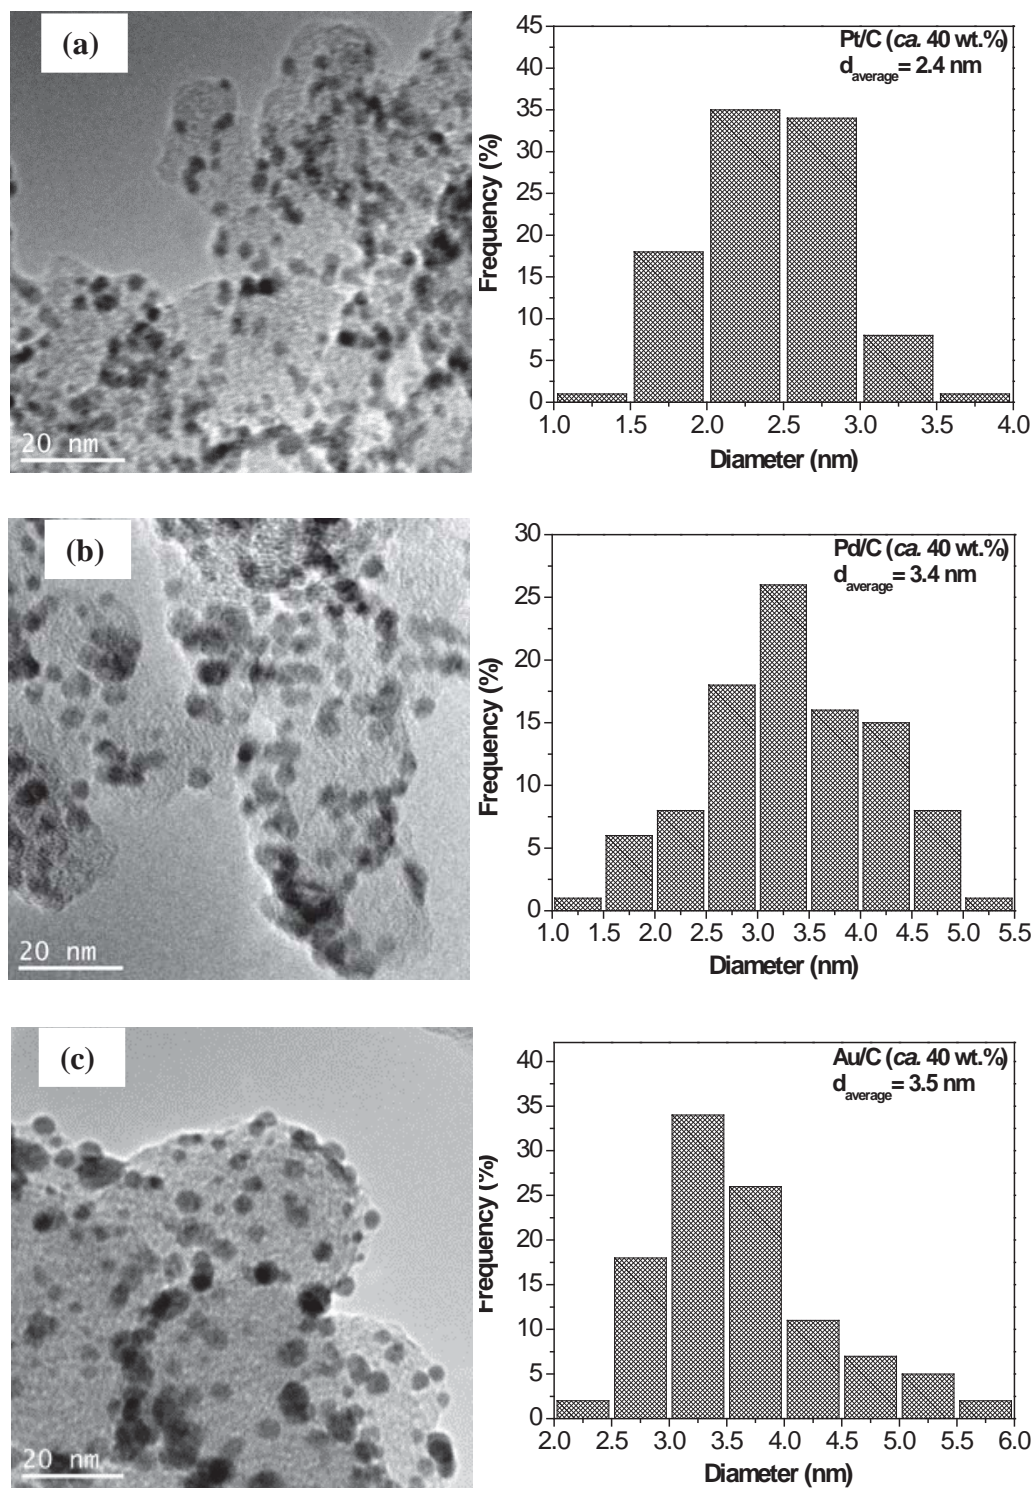 (a)
20 nm
Pt/C (ca. 40 wt.%)
daverage= 2.4 nm
45
40
35
30
25
20
15
10
5
0
Frequency (%)
1.0 1.5 2.0 2.5 3.0 3.5 4.0
Diameter (nm)
(b)
20 nm
Pd/C (ca. 40 wt.%)
daverage= 3.4 nm
30
25
20
15
10
5
0
Frequency (%)
1.0 1.5 2.0 2.5 3.0 3.5 4.0 4.5 5.0 5.5
Diameter (nm)
(c)
20 nm
Au/C (ca. 40 wt.%)
daverage= 3.5 nm
40
35
30
25
20
15
10
5
0
Frequency (%)
2.0 2.5 3.0 3.5 4.0 4.5 5.0 5.5 6.0
Diameter (nm)